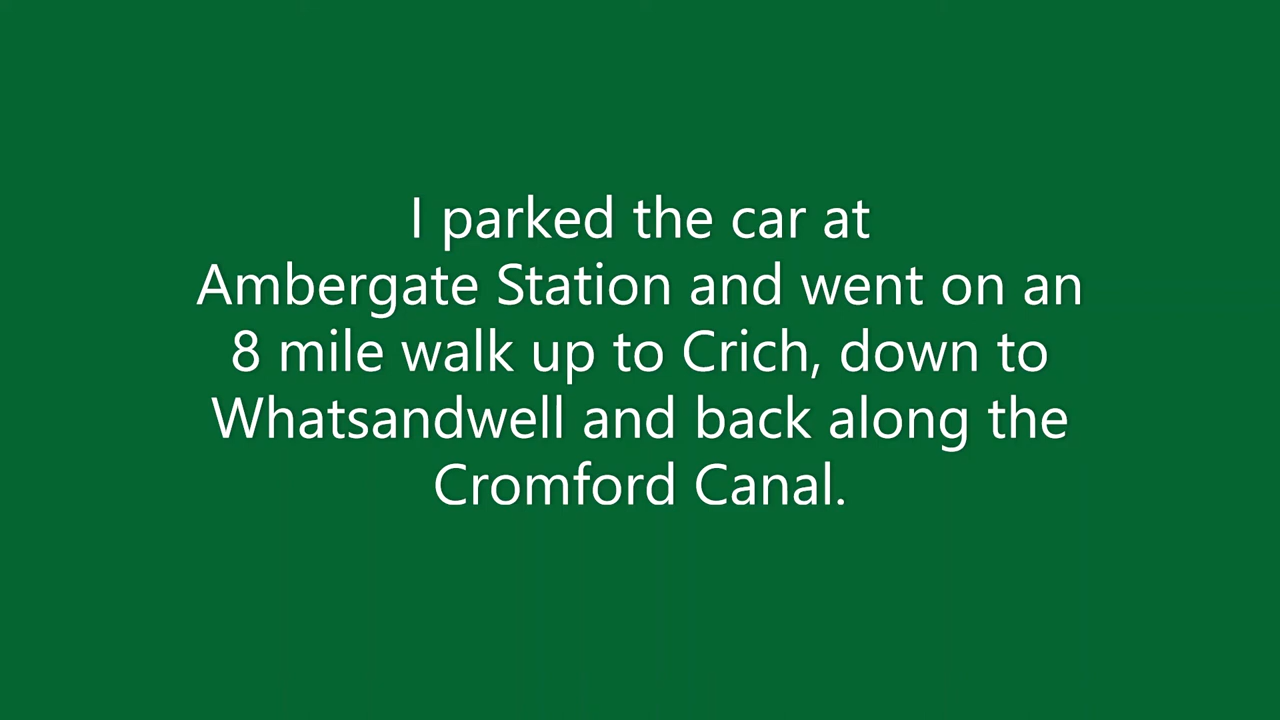 I parked the car at
Ambergate Station and went on an
8 mile walk up to Crich, down to
Whatsandwell and back along the
Cromford Canal.